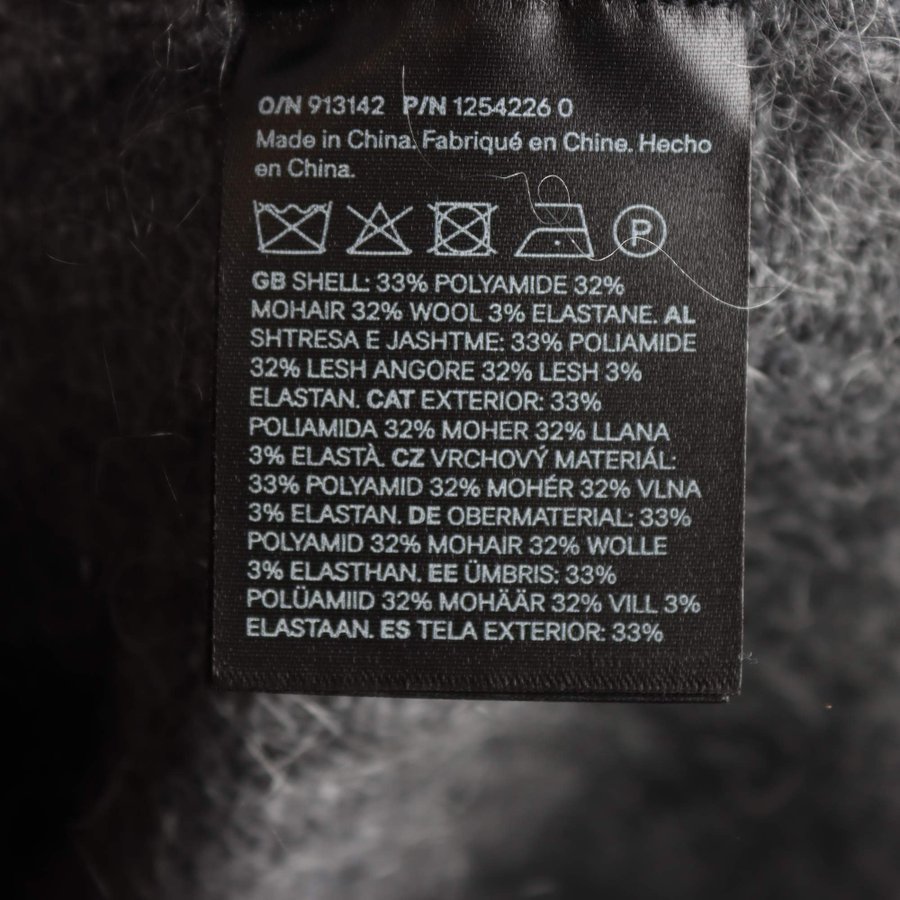 O/N 913142 P/N 1254226 0
Made in China. Fabriqué en Chine. Hecho
en China.
P
GB SHELL: 33% POLYAMIDE 32%
MOHAIR 32% WOOL 3% ELASTANE. AL
SHTRESA E JASHTME: 33% POLIAMIDE
32% LESH ANGORE 32% LESH 3%
ELASTAN. CAT EXTERIOR: 33%
POLIAMIDA 32% MOHER 32% LLANA
3% ELASTÀ. CZ VRCHOVÝ MATERIÁL:
33% POLYAMID 32% MOHÉR 32% VLNA
3% ELASTAN. DE OBERMATERIAL: 33%
POLYAMID 32% MOHAIR 32% WOLLE
3% ELASTHAN. EE ÜMBRIS: 33%
POLÜAMIID 32% MOHÄÄR 32% VILL 3%
ELASTAAN. ES TELA EXTERIOR: 33%